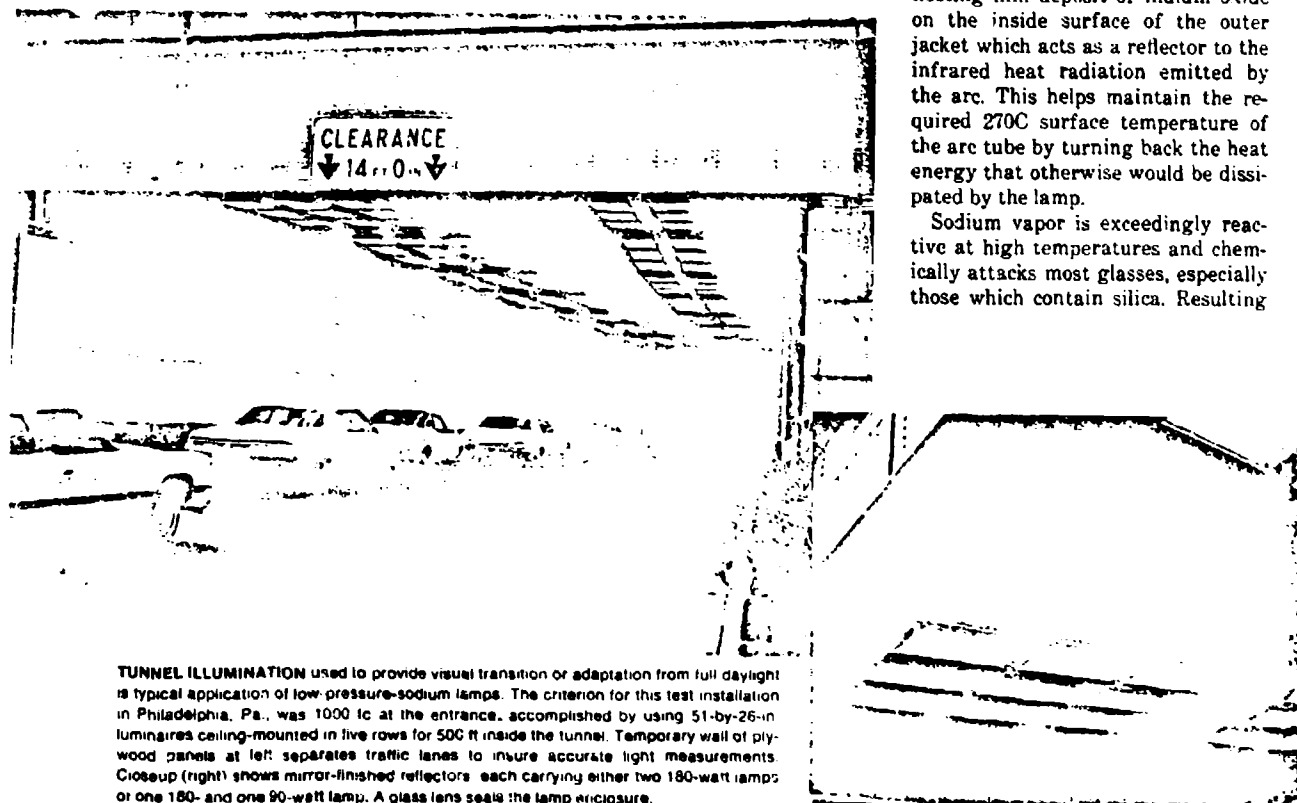 on the inside surface of the outer
jacket which acts as a reflector to the
infrared heat radiation emitted by
the arc. This helps maintain the re-
quired 270C surface temperature of
the arc tube by turning back the heat
energy that otherwise would be dissi-
pated by the lamp.
Sodium vapor is exceedingly reac-
tive at high temperatures and chem-
ically attacks most glasses, especially
those which contain silica. Resulting
CLEARANCE
14 FT 0 IN
TUNNEL ILLUMINATION used to provide visual transition or adaptation from full daylight
is typical application of low-pressure-sodium lamps. The criterion for this test installation
in Philadelphia, Pa., was 1000 fc at the entrance, accomplished by using 51-by-26-in
luminaires ceiling-mounted in five rows for 500 ft inside the tunnel. Temporary wall of ply-
wood panels at left separates traffic lanes to insure accurate light measurements.
Closeup (right) shows mirror-finished reflectors each carrying either two 180-watt lamps
or one 180- and one 90-watt lamp. A glass lens seals the lamp enclosure.